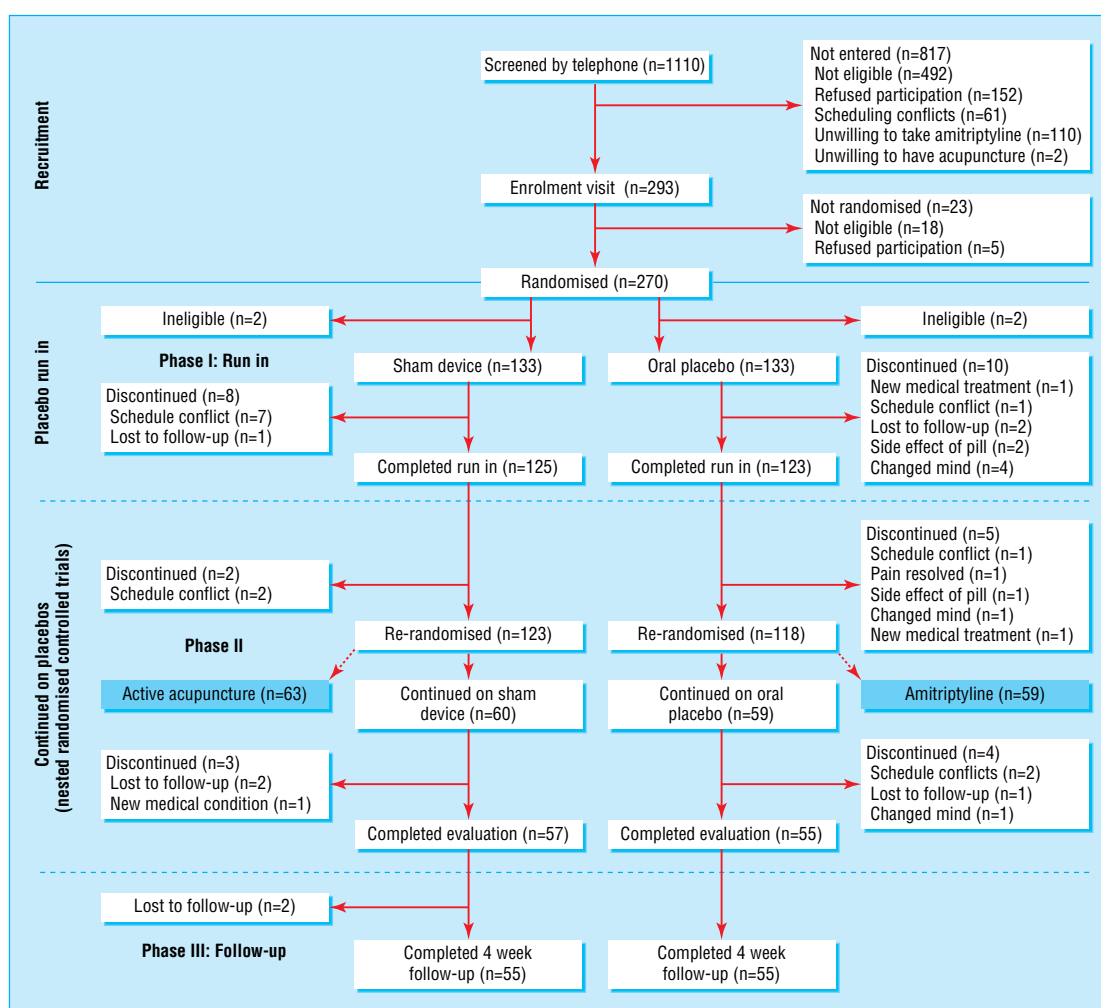 Recruitment
Screened by telephone (n=1110)
Not entered (n=817)
Not eligible (n=492)
Refused participation (n=152)
Scheduling conflicts (n=61)
Unwilling to take amitriptyline (n=110)
Unwilling to have acupuncture (n=2)
Enrolment visit (n=293)
Not randomised (n=23)
Not eligible (n=18)
Refused participation (n=5)
Randomised (n=270)
Placebo run in
Ineligible (n=2)
Ineligible (n=2)
Phase I: Run in
Sham device (n=133)
Oral placebo (n=133)
Discontinued (n=8)
Schedule conflict (n=7)
Lost to follow-up (n=1)
Discontinued (n=10)
New medical treatment (n=1)
Schedule conflict (n=1)
Lost to follow-up (n=2)
Side effect of pill (n=2)
Changed mind (n=4)
Completed run in (n=125)
Completed run in (n=123)
Continued on placebos
(nested randomised controlled trials)
Discontinued (n=2)
Schedule conflict (n=2)
Discontinued (n=5)
Schedule conflict (n=1)
Pain resolved (n=1)
Side effect of pill (n=1)
Changed mind (n=1)
New medical treatment (n=1)
Phase II
Re-randomised (n=123)
Re-randomised (n=118)
Active acupuncture (n=63)
Continued on sham
device (n=60)
Continued on oral
placebo (n=59)
Amitriptyline (n=59)
Discontinued (n=3)
Lost to follow-up (n=2)
New medical condition (n=1)
Discontinued (n=4)
Schedule conflicts (n=2)
Lost to follow-up (n=1)
Changed mind (n=1)
Completed evaluation (n=57)
Completed evaluation (n=55)
Lost to follow-up (n=2)
Phase III: Follow-up
Completed 4 week
follow-up (n=55)
Completed 4 week
follow-up (n=55)